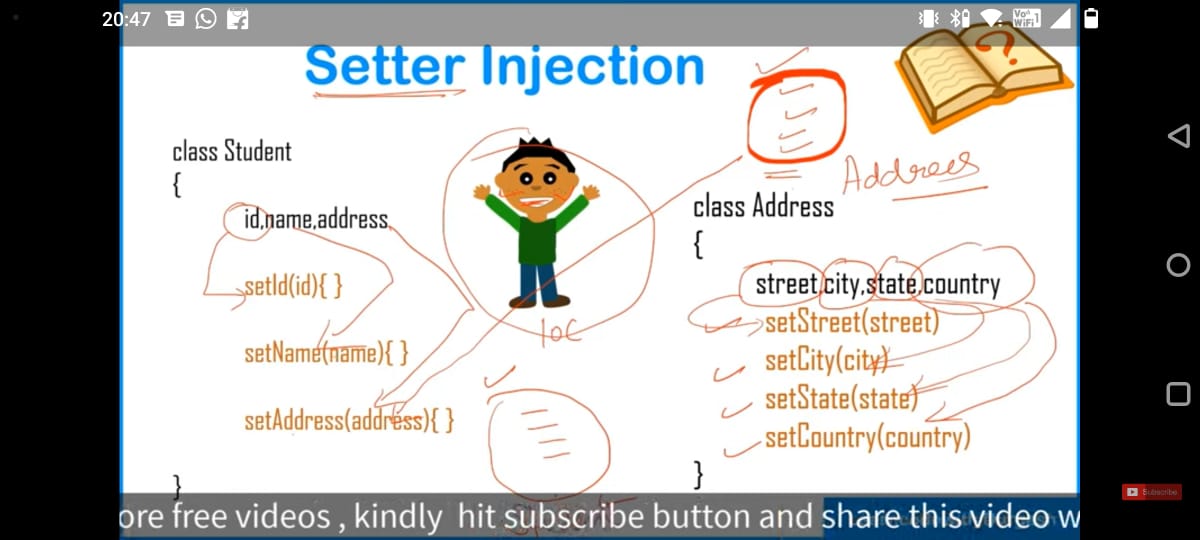 20:47
Vo WiFi 1
Setter Injection
?
Address
class Student
{
id,name,address
setId(id){ }
setName(name){ }
setAddress(address){ }
}
IOC
class Address
{
street,city,state,country
setStreet(street)
setCity(city)
setState(state)
setCountry(country)
}
ore free videos , kindly hit subscribe button and share this video w
Subscribe